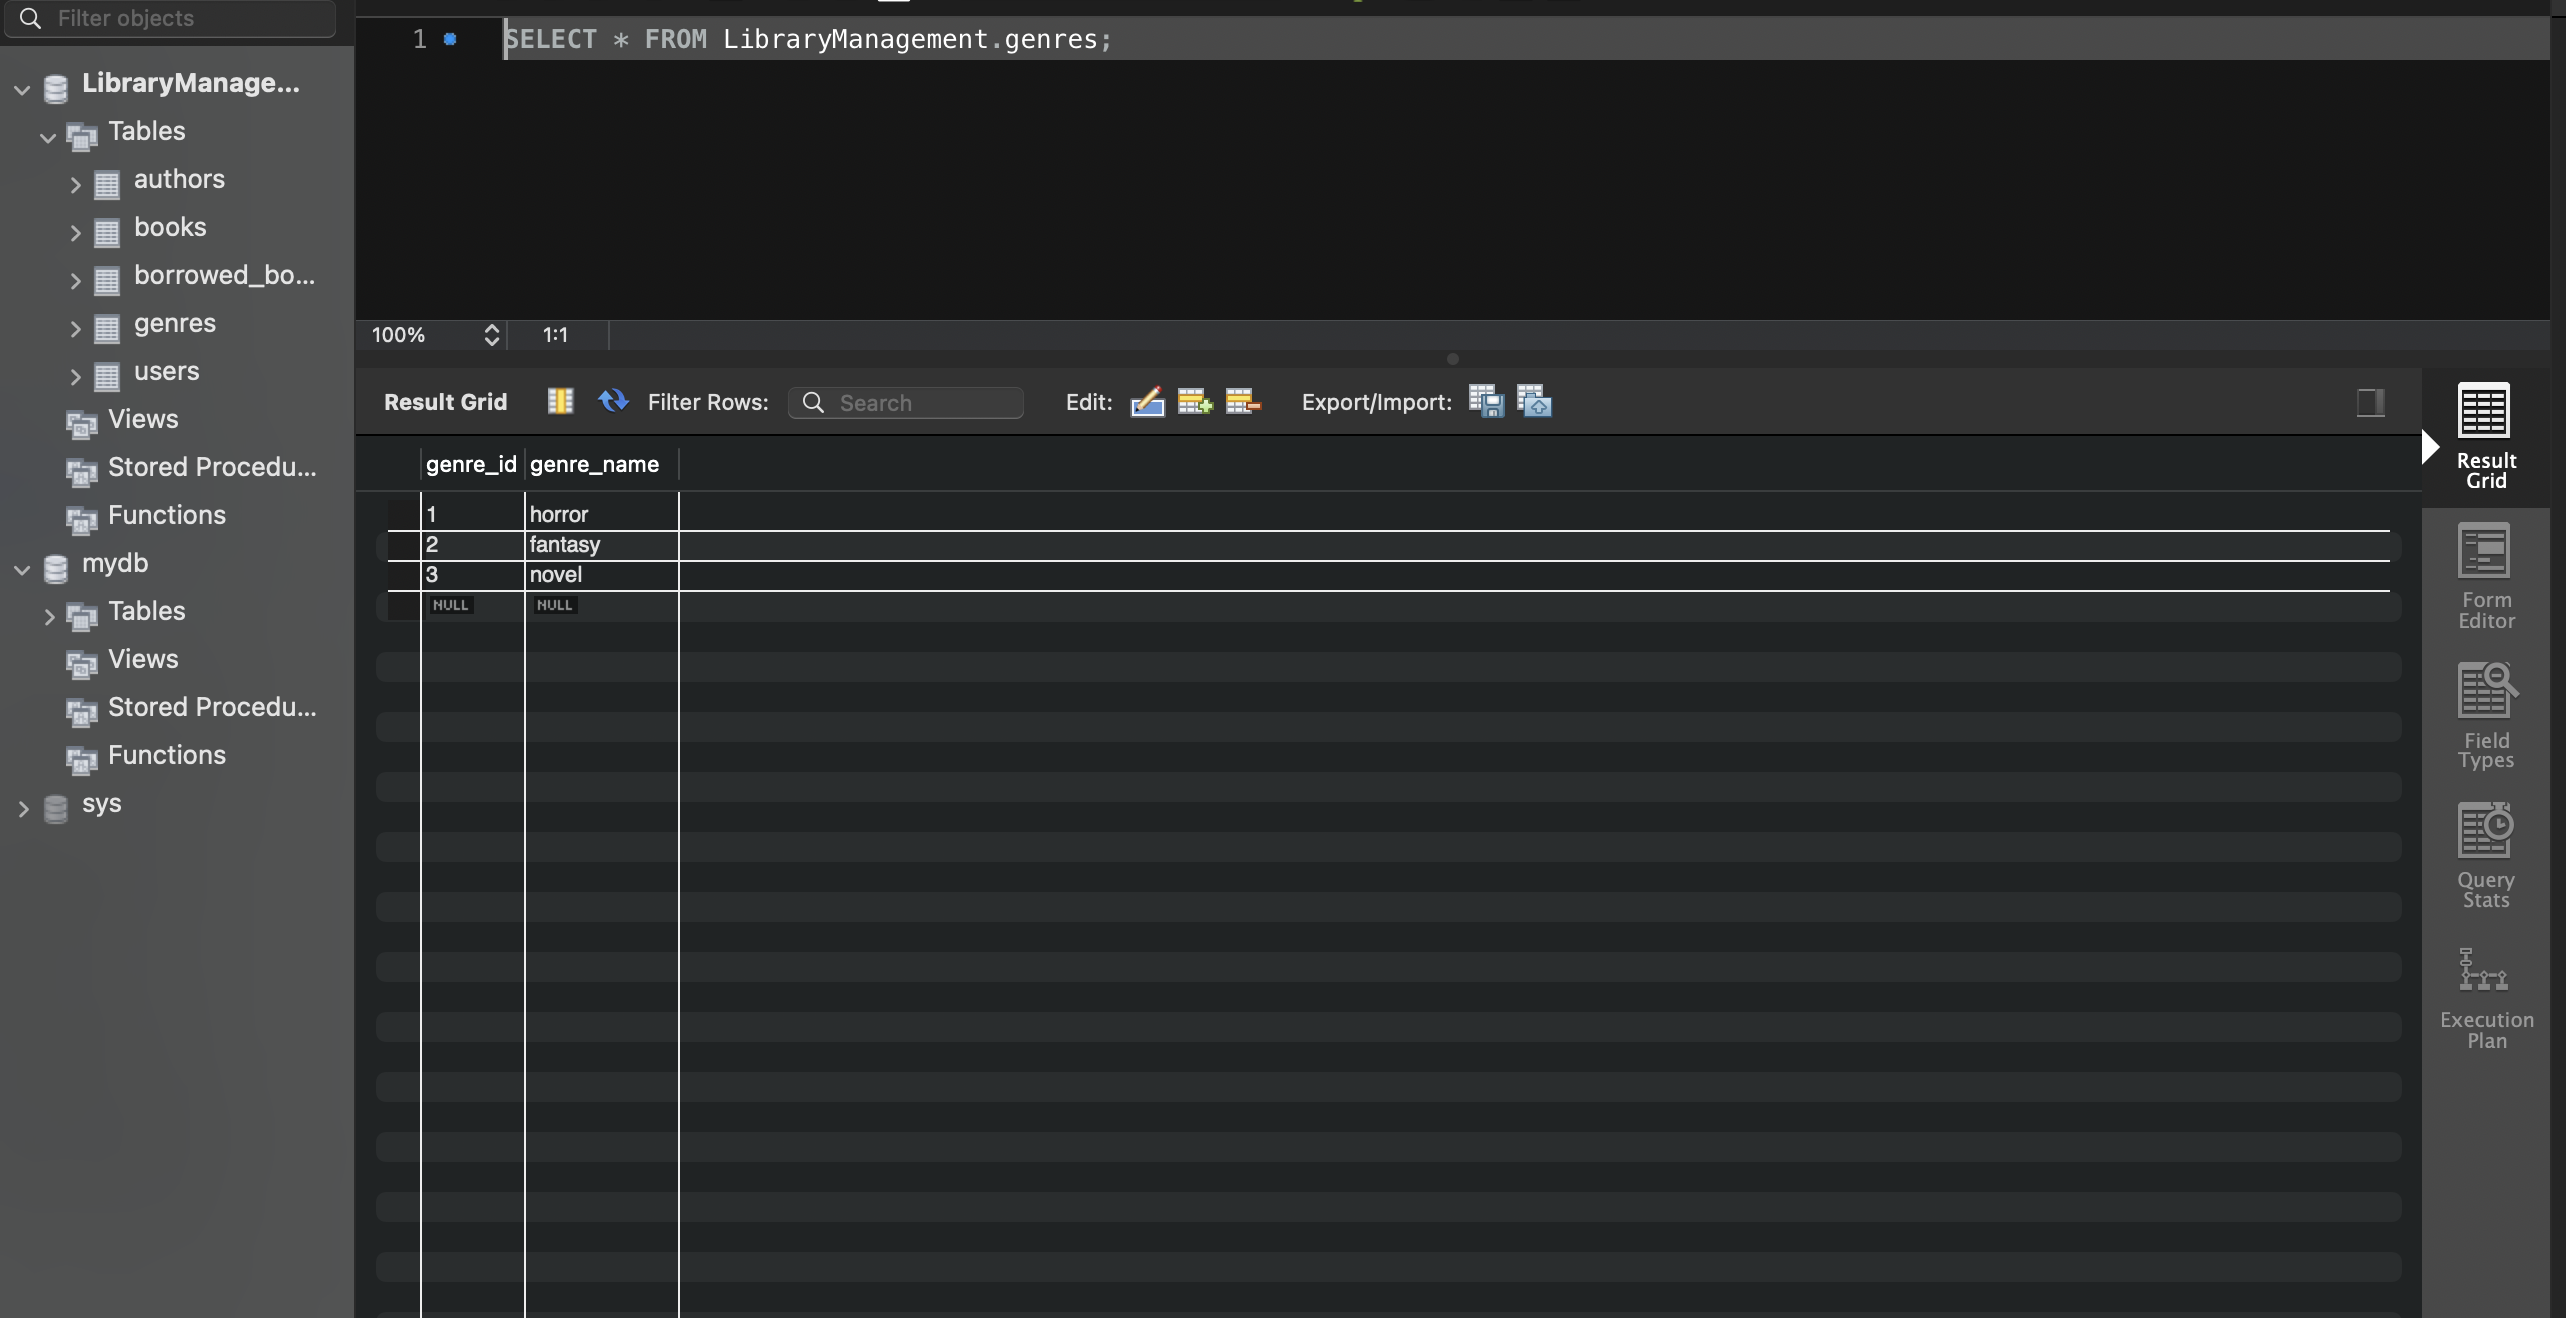 Filter objects
LibraryManage...
Tables
authors
books
borrowed_bo...
genres
users
Views
Stored Procedu...
Functions
mydb
Tables
Views
Stored Procedu...
Functions
sys
1 SELECT * FROM LibraryManagement.genres;
100% 1:1
Result Grid Filter Rows: Search Edit: Export/Import:
genre_id genre_name
1 horror
2 fantasy
3 novel
NULL NULL
Result
Grid
Form
Editor
Field
Types
Query
Stats
Execution
Plan